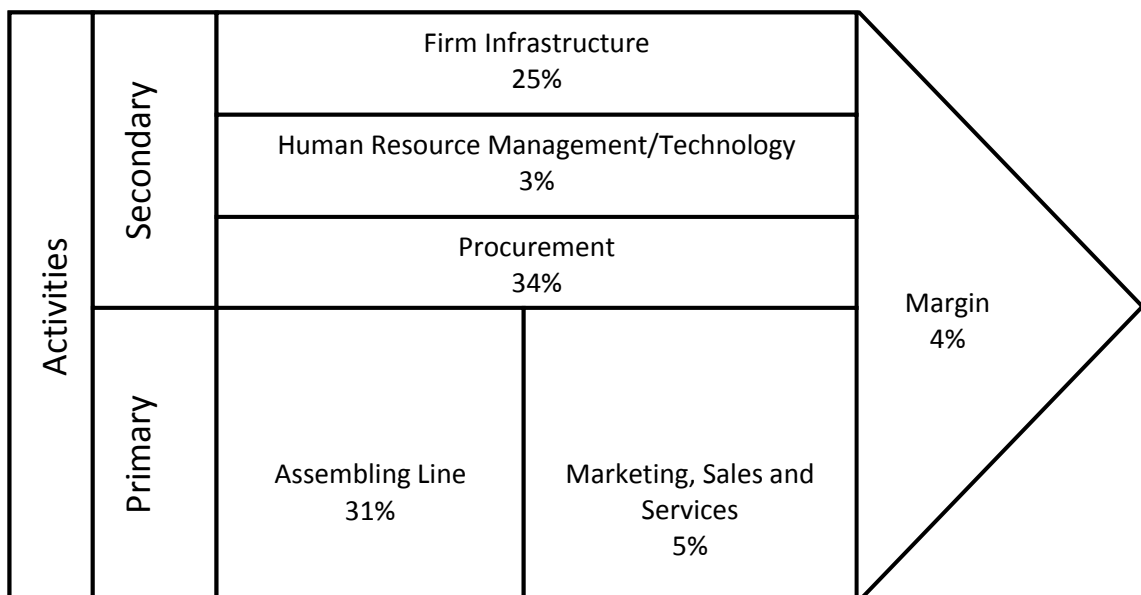 Activities
Secondary
Firm Infrastructure
25%
Human Resource Management/Technology
3%
Procurement
34%
Primary
Assembling Line
31%
Marketing, Sales and
Services
5%
Margin
4%